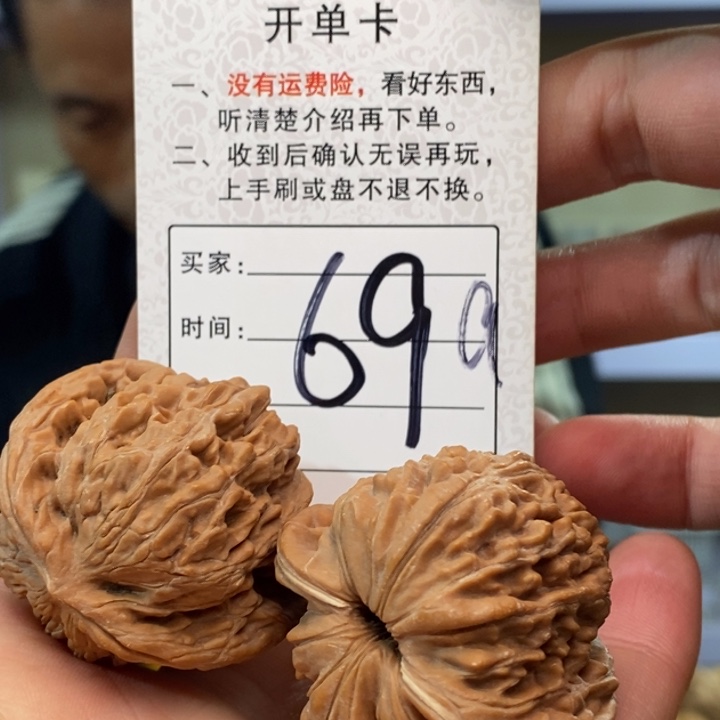 开单卡
一、没有运费险，看好东西，
听清楚介绍再下单。
二、收到后确认无误再玩，
上手刷或盘不退不换。
买家：
时间：
69